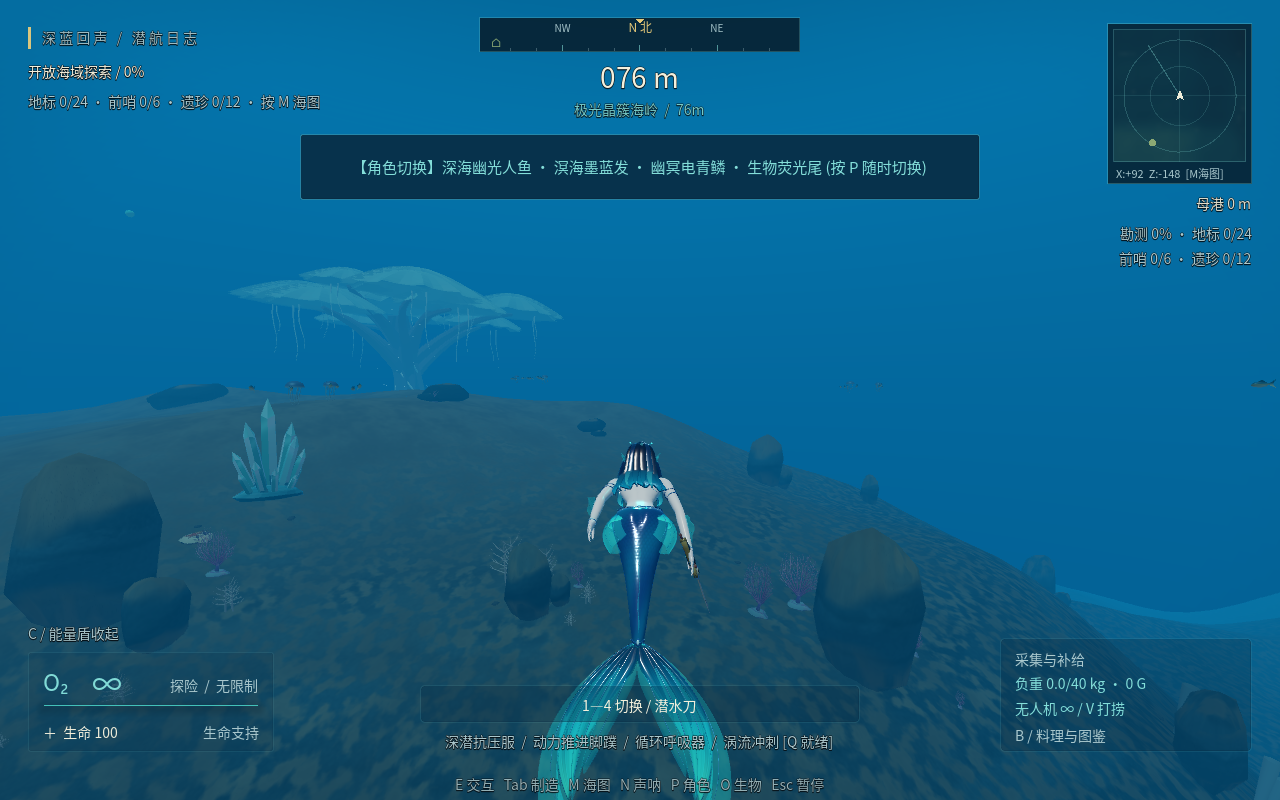 深蓝回声 / 潜航日志
开放海域探索 / 0%
地标 0/24 · 前哨 0/6 · 遗珍 0/12 · 按 M 海图
NW N 北 NE
076 m
极光晶簇海岭 / 76m
【角色切换】深海幽光人鱼 · 溟海墨蓝发 · 幽冥电青鳞 · 生物荧光尾 (按 P 随时切换)
X:+92 Z:-148 [M海图]
母港 0 m
勘测 0% · 地标 0/24
前哨 0/6 · 遗珍 0/12
C / 能量盾收起
O₂ ∞ 探险 / 无限制
+ 生命 100 生命支持
1—4 切换 / 潜水刀
深潜抗压服 / 动力推进脚蹼 / 循环呼吸器 / 涡流冲刺 [Q 就绪]
E 交互 Tab 制造 M 海图 N 声呐 P 角色 O 生物 Esc 暂停
采集与补给
负重 0.0/40 kg · 0 G
无人机 ∞ / V 打捞
B / 料理与图鉴